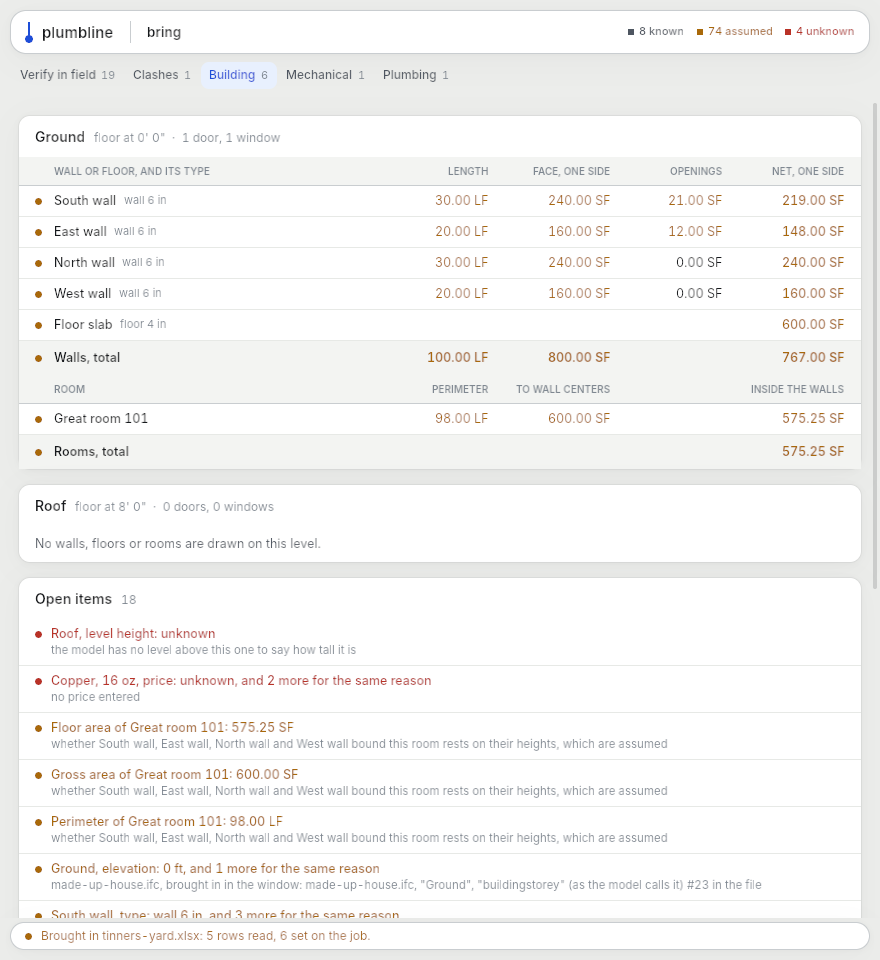 plumbline bring 8 known 74 assumed 4 unknown
Verify in field 19 Clashes 1 Building 6 Mechanical 1 Plumbing 1
Ground floor at 0' 0" · 1 door, 1 window
WALL OR FLOOR, AND ITS TYPE LENGTH FACE, ONE SIDE OPENINGS NET, ONE SIDE
South wall wall 6 in 30.00 LF 240.00 SF 21.00 SF 219.00 SF
East wall wall 6 in 20.00 LF 160.00 SF 12.00 SF 148.00 SF
North wall wall 6 in 30.00 LF 240.00 SF 0.00 SF 240.00 SF
West wall wall 6 in 20.00 LF 160.00 SF 0.00 SF 160.00 SF
Floor slab floor 4 in 600.00 SF
Walls, total 100.00 LF 800.00 SF 767.00 SF
ROOM PERIMETER TO WALL CENTERS INSIDE THE WALLS
Great room 101 98.00 LF 600.00 SF 575.25 SF
Rooms, total 575.25 SF
Roof floor at 8' 0" · 0 doors, 0 windows
No walls, floors or rooms are drawn on this level.
Open items 18
Roof, level height: unknown
the model has no level above this one to say how tall it is
Copper, 16 oz, price: unknown, and 2 more for the same reason
no price entered
Floor area of Great room 101: 575.25 SF
whether South wall, East wall, North wall and West wall bound this room rests on their heights, which are assumed
Gross area of Great room 101: 600.00 SF
whether South wall, East wall, North wall and West wall bound this room rests on their heights, which are assumed
Perimeter of Great room 101: 98.00 LF
whether South wall, East wall, North wall and West wall bound this room rests on their heights, which are assumed
Ground, elevation: 0 ft, and 1 more for the same reason
made-up-house.ifc, brought in in the window: made-up-house.ifc, "Ground", "buildingstorey" (as the model calls it) #23 in the file
South wall, type: wall 6 in, and 3 more for the same reason
Brought in tinners-yard.xlsx: 5 rows read, 6 set on the job.